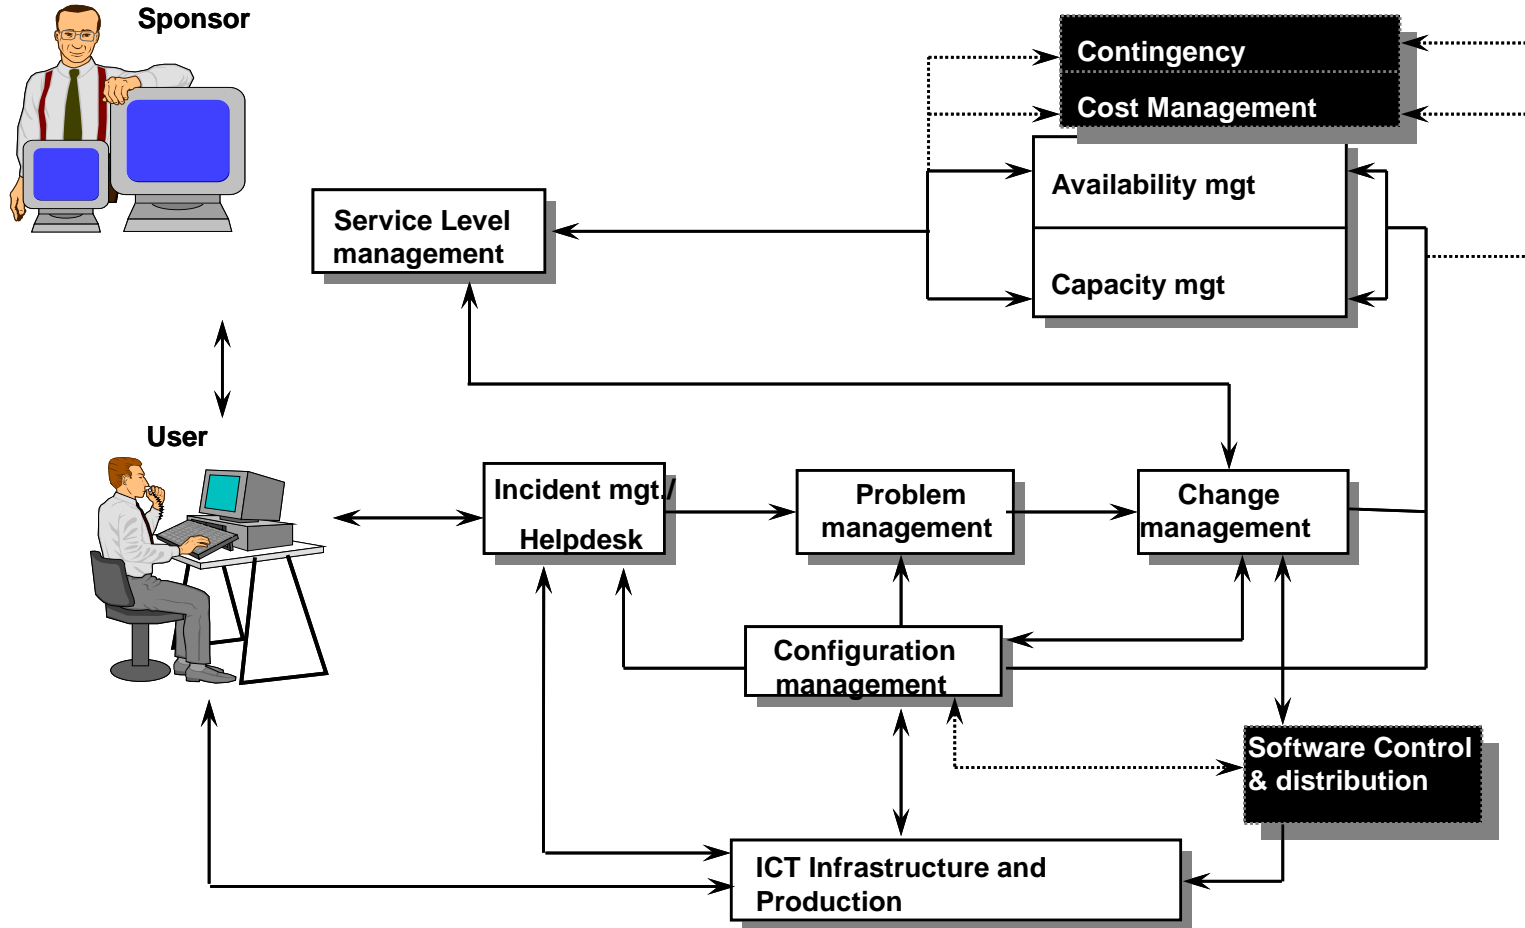 Sponsor
Contingency
Cost Management
Availability mgt
Service Level
management
Capacity mgt
User
Incident mgt./
Helpdesk
Problem
management
Change
management
Configuration
management
Software Control
& distribution
ICT Infrastructure and
Production